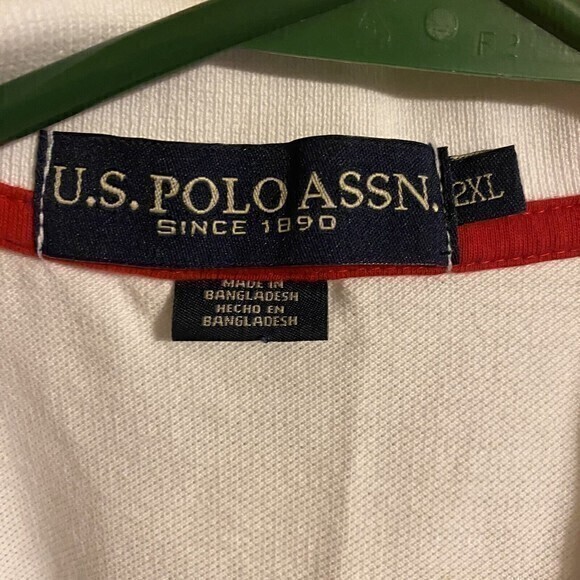 U.S. POLO ASSN.
SINCE 1890
2XL
MADE IN
BANGLADESH
HECHO EN
BANGLADESH